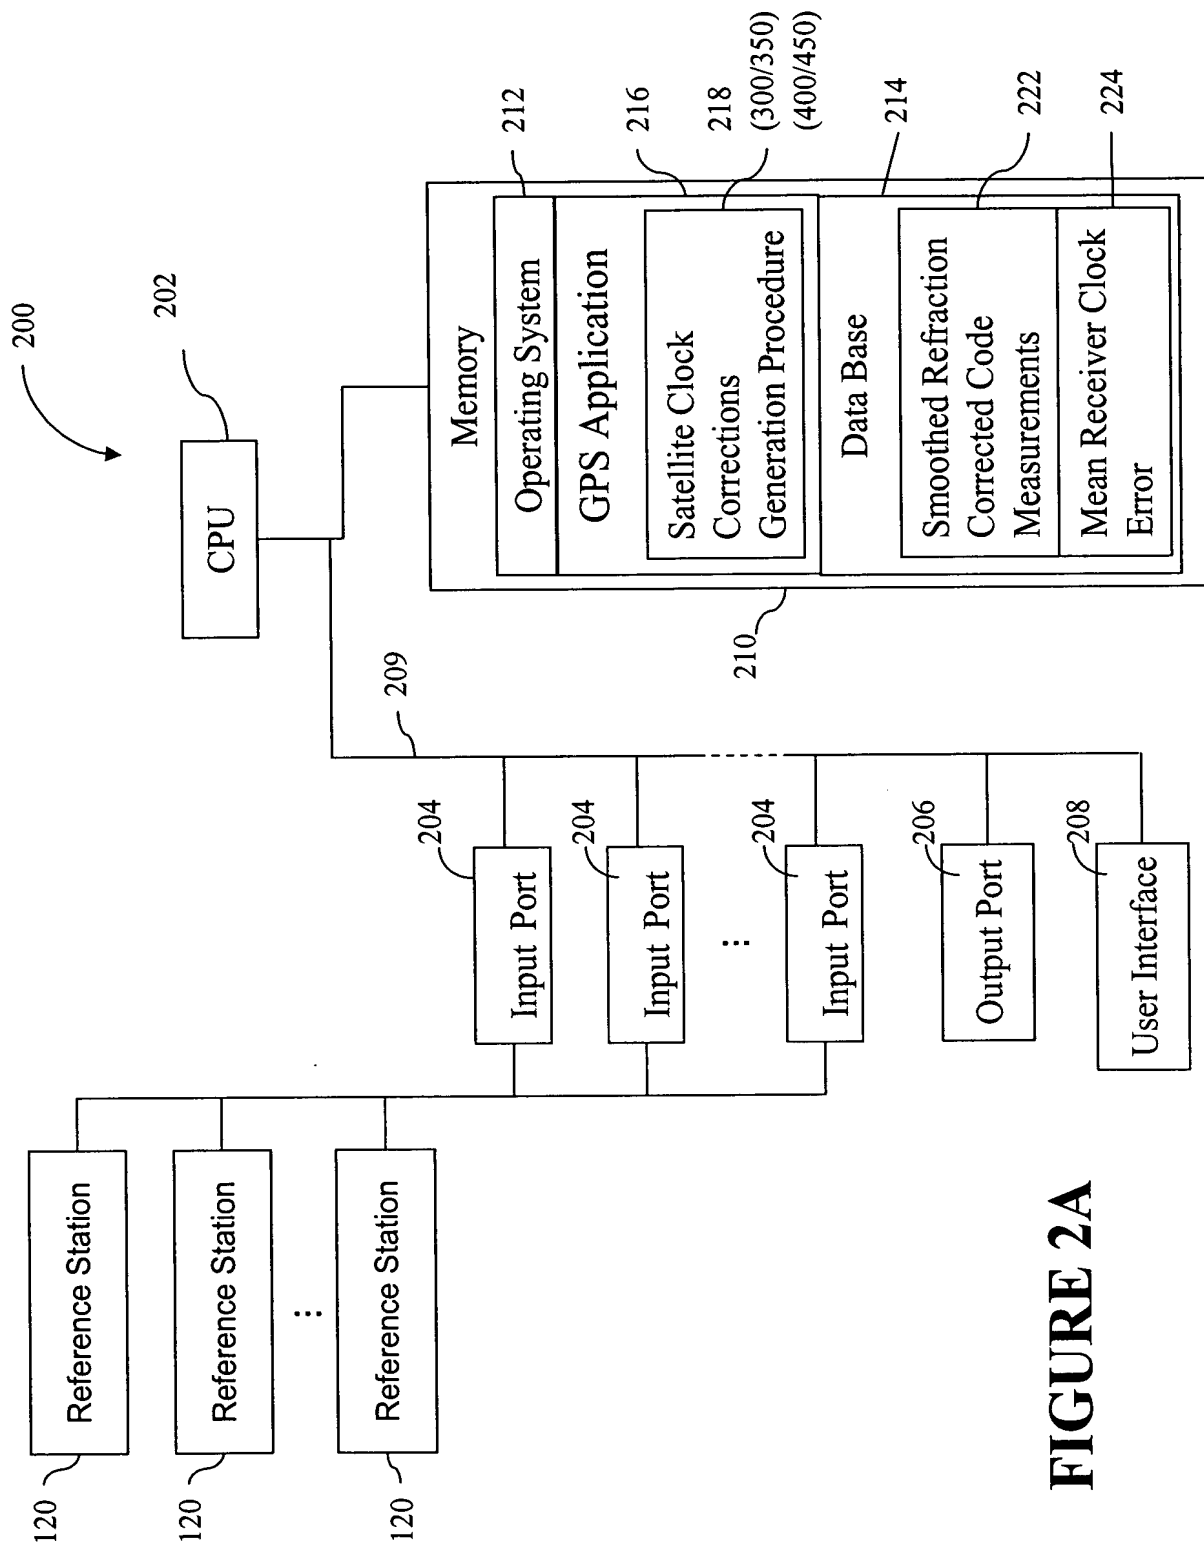 200
202
CPU
209
Reference Station
120
Reference Station
120
⋮
Reference Station
120
Input Port
204
Input Port
204
⋮
Input Port
204
Output Port
206
User Interface
208
210
Memory
Operating System
212
GPS Application
216
Satellite Clock
Corrections
Generation Procedure
218
(300/350)
(400/450)
Data Base
214
Smoothed Refraction
Corrected Code
Measurements
222
Mean Receiver Clock
Error
224
FIGURE 2A